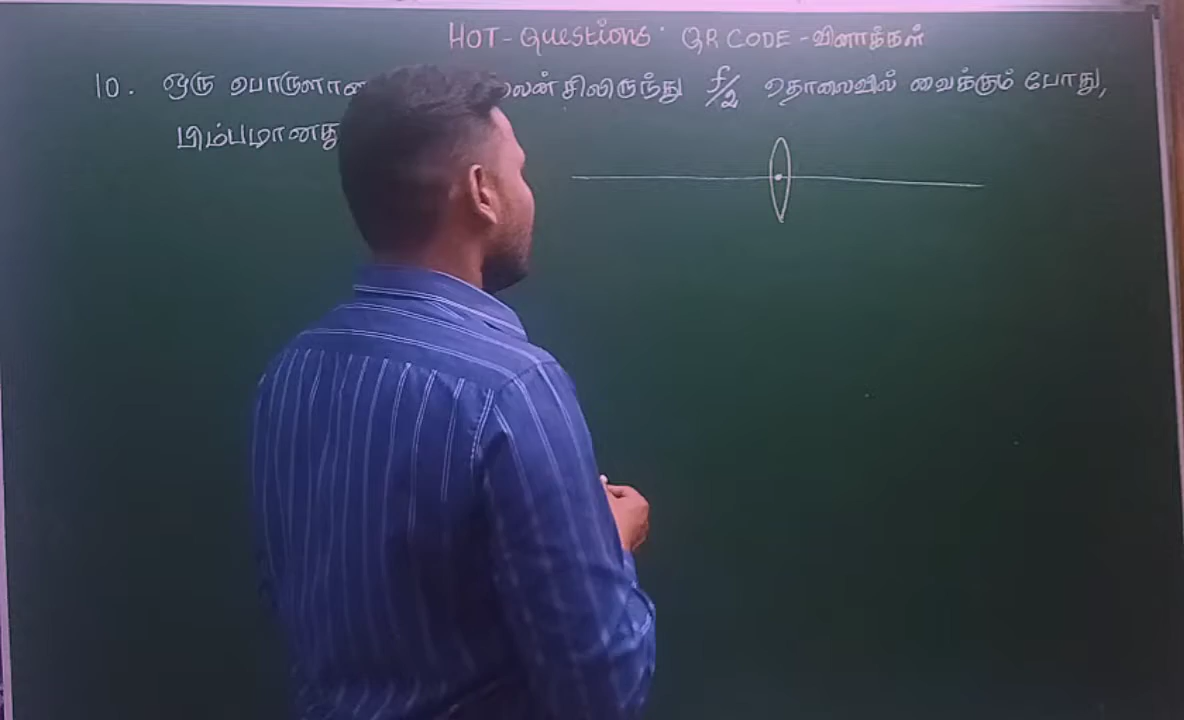 HOT - Questions QR CODE - வினாக்கள்
10. ஒரு லென்சிலிருந்து f/2 தொலைவில் வைக்கும் போது,
பிம்பமானது